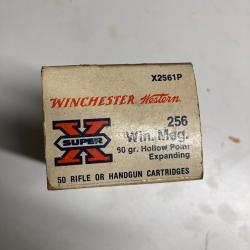 X2561P
WINCHESTER Western
256
SUPER X
Win. Mag.
60 gr. Hollow Point
Expanding
50 RIFLE OR HANDGUN CARTRIDGES